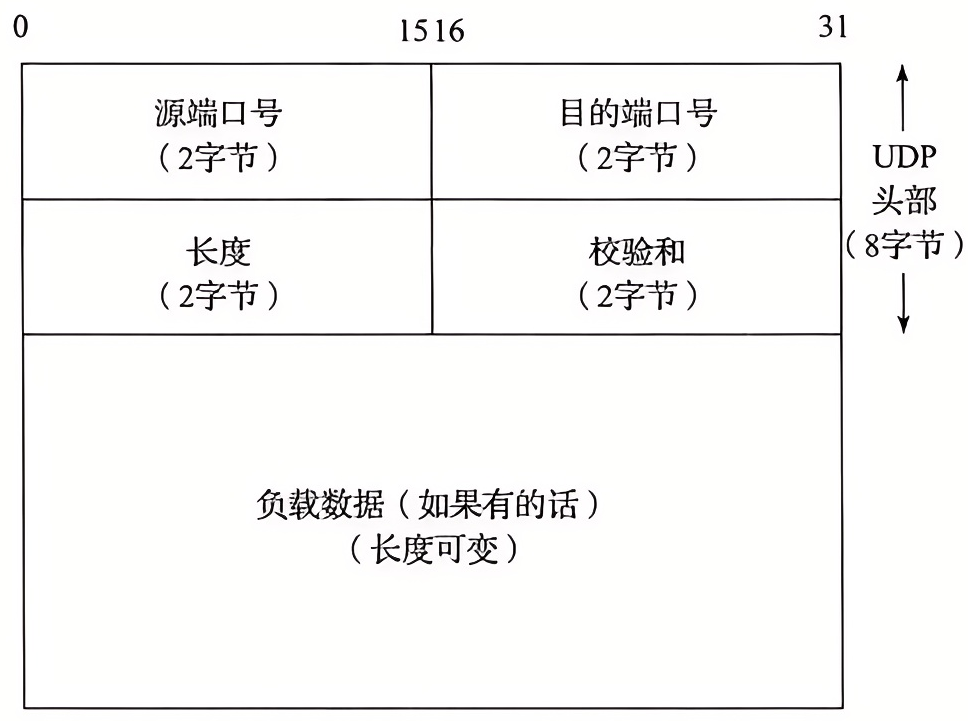 0 15 16 31
源端口号
（2字节）
目的端口号
（2字节）
长度
（2字节）
校验和
（2字节）
UDP
头部
（8字节）
负载数据（如果有的话）
（长度可变）